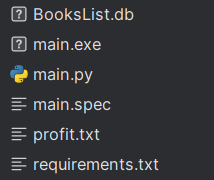 BooksList.db
main.exe
main.py
main.spec
profit.txt
requirements.txt